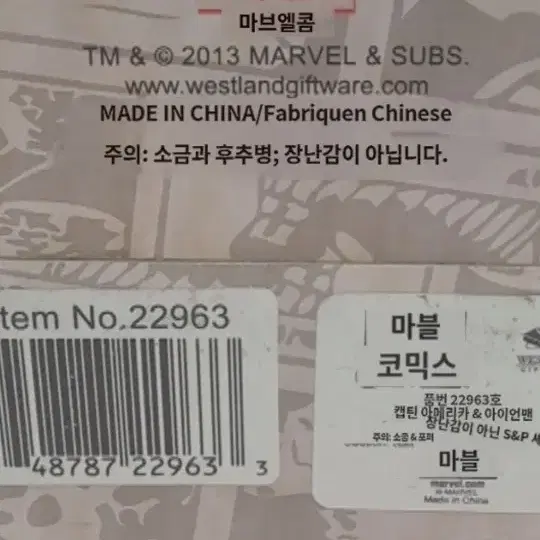 마브엘콤
TM & © 2013 MARVEL & SUBS.
www.westlandgiftware.com
MADE IN CHINA/Fabriquen Chinese
주의: 소금과 후추병; 장난감이 아닙니다.
tem No.22963
48787 22963 3
마블
코믹스
품번 22963호
캡틴 아메리카 & 아이언맨
장난감이 아닌 S&P 세
주의: 소금 & 포퍼
마블
marvel.com
Made in China